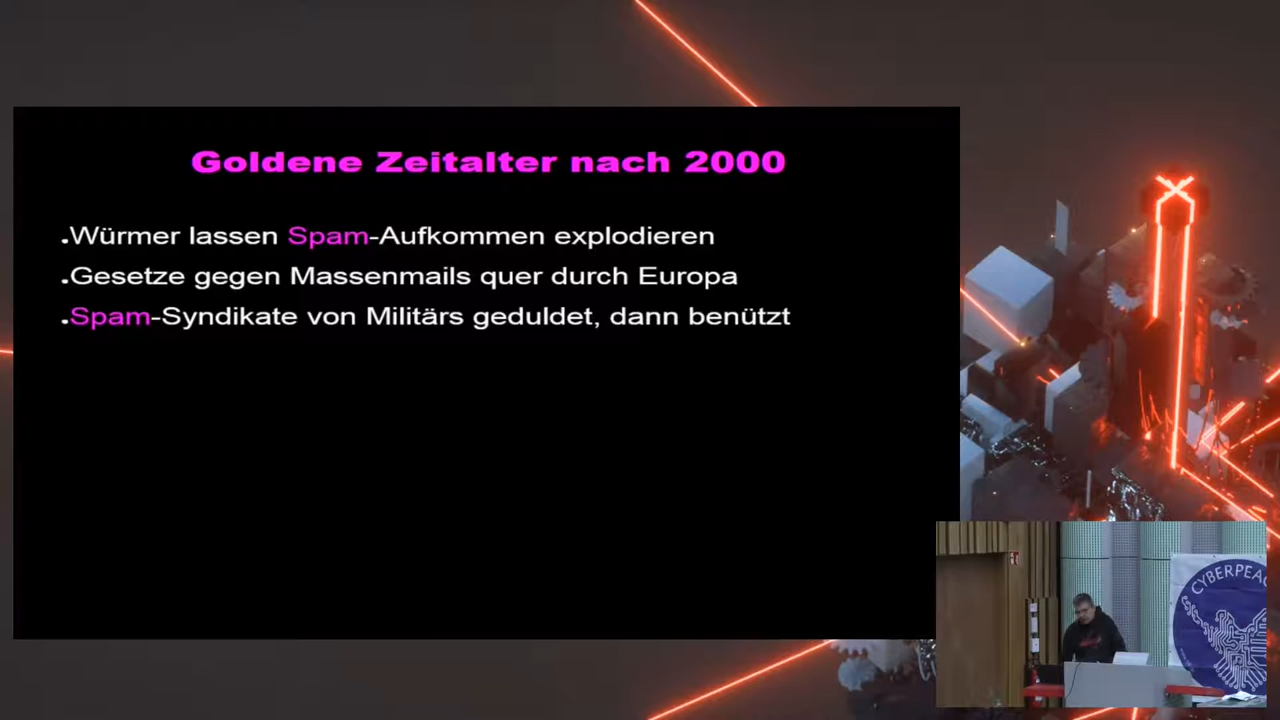 Goldene Zeitalter nach 2000
.Würmer lassen Spam-Aufkommen explodieren
.Gesetze gegen Massenmails quer durch Europa
.Spam-Syndikate von Militärs geduldet, dann benützt